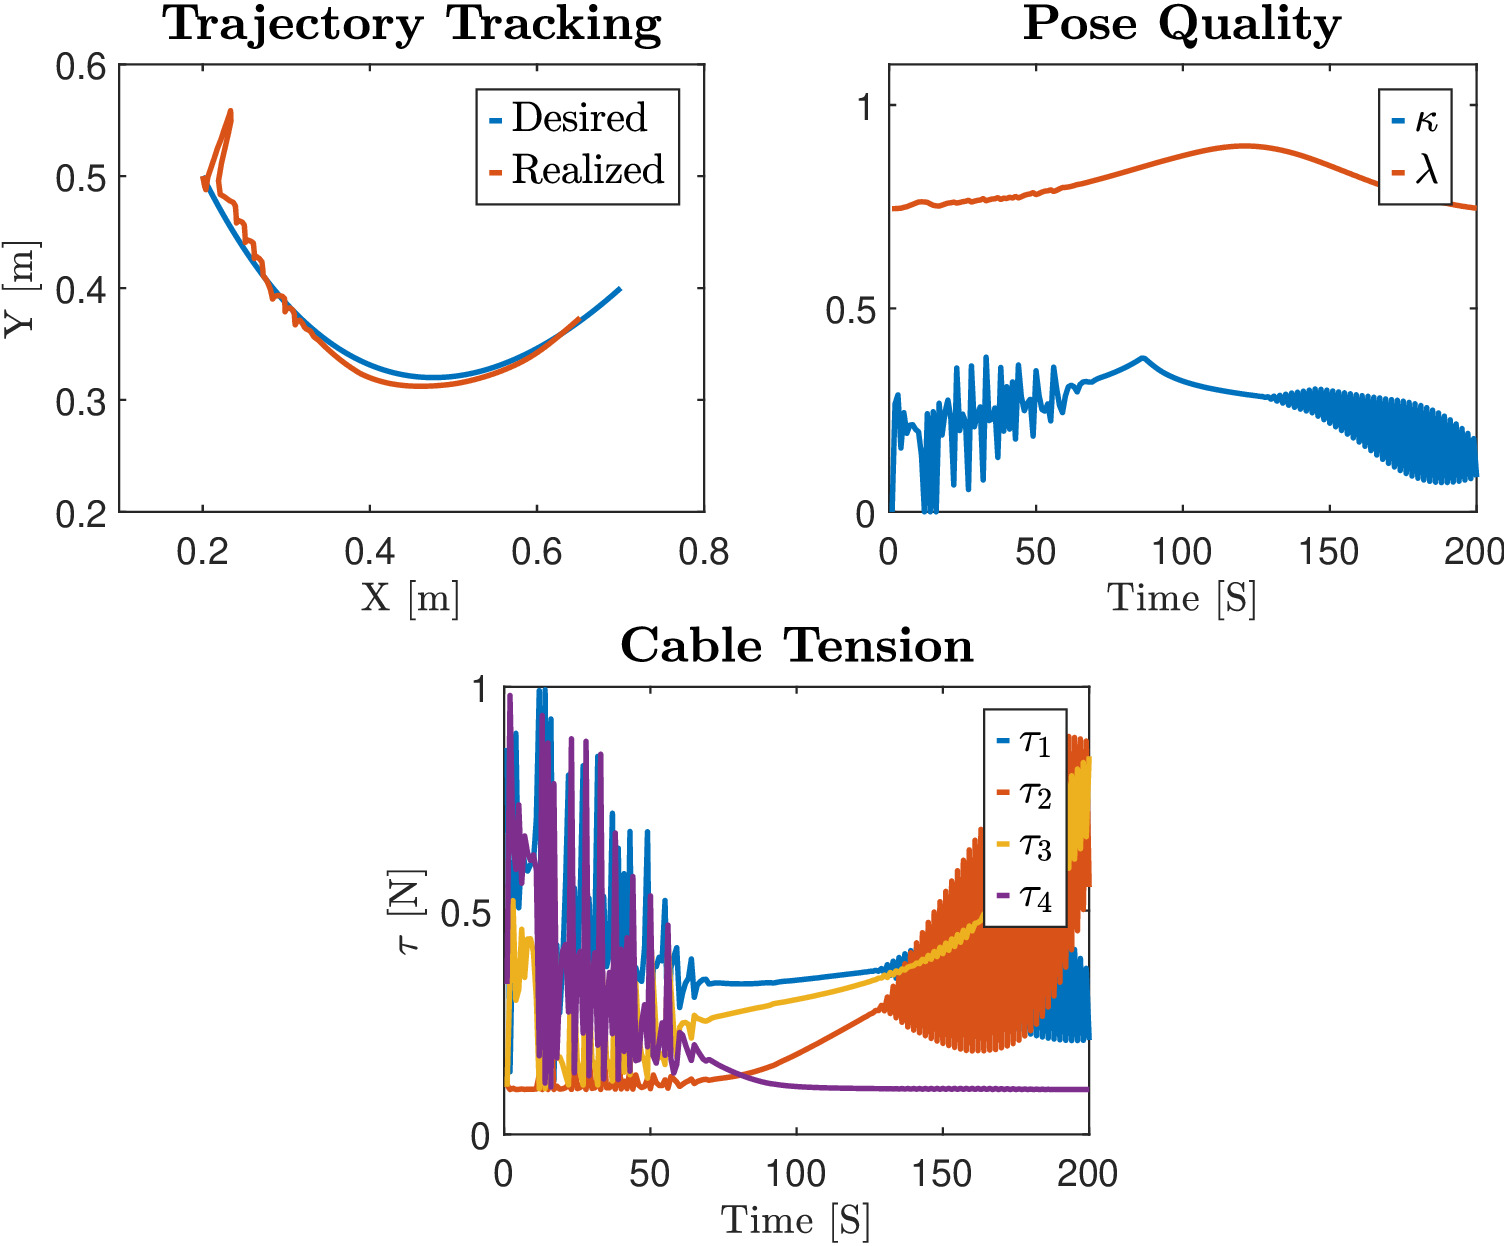 Trajectory Tracking
0.6
0.5
0.4
0.3
0.2
Y [m]
Desired
Realized
0.2 0.4 0.6 0.8
X [m]
Pose Quality
1
0.5
0
κ
λ
0 50 100 150 200
Time [S]
Cable Tension
1
0.5
0
τ [N]
τ1
τ2
τ3
τ4
0 50 100 150 200
Time [S]